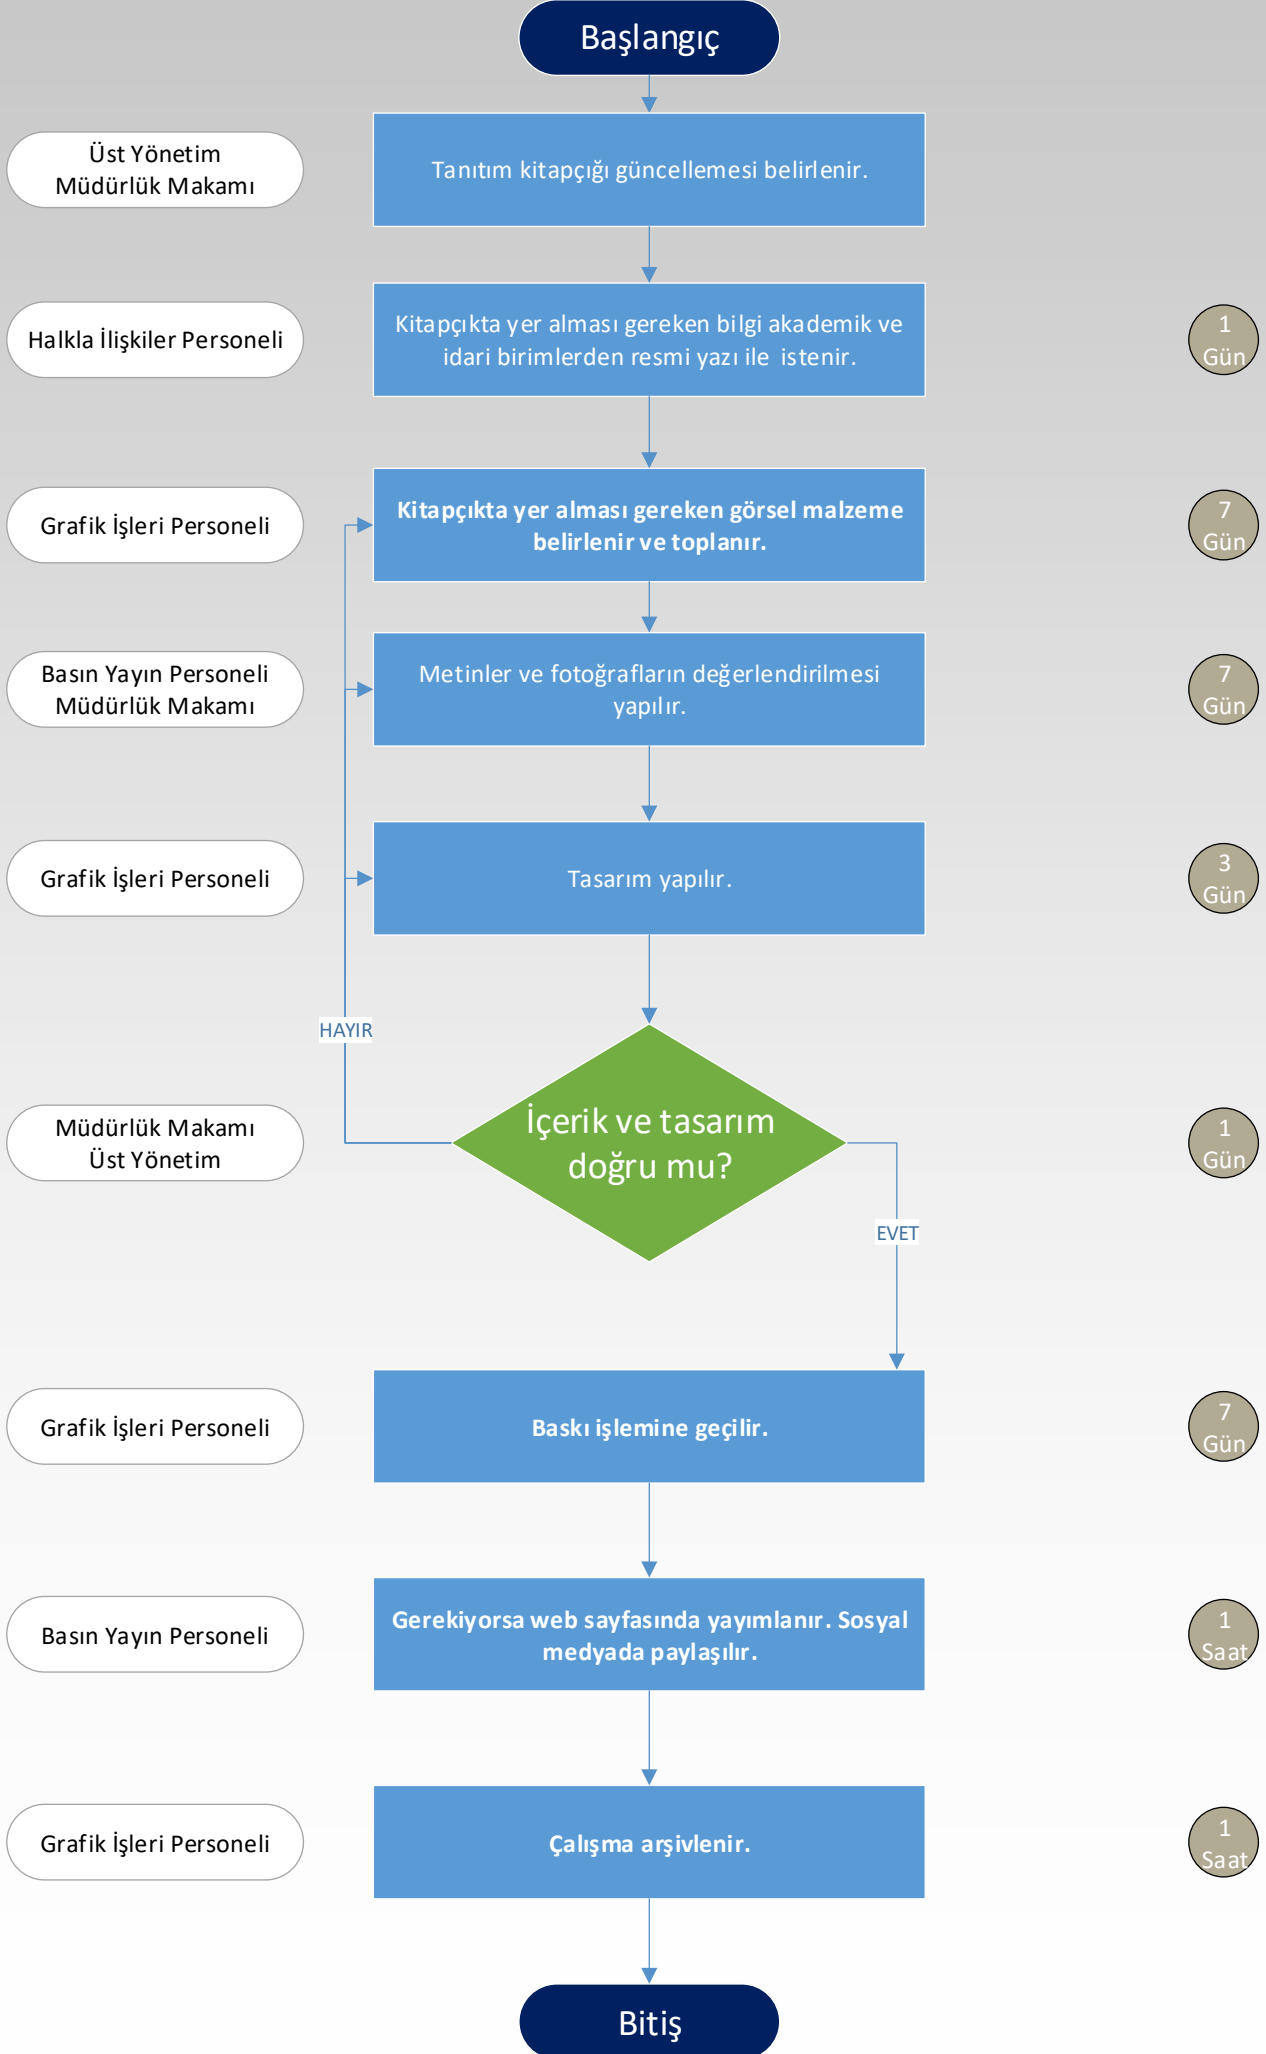 Başlangıç
Üst Yönetim
Müdürlük Makamı
Tanıtım kitapçığı güncellemesi belirlenir.
Halkla İlişkiler Personeli
Kitapçıkta yer alması gereken bilgi akademik ve
idari birimlerden resmi yazı ile istenir.
1
Gün
Grafik İşleri Personeli
Kitapçıkta yer alması gereken görsel malzeme
belirlenir ve toplanır.
7
Gün
Basın Yayın Personeli
Müdürlük Makamı
Metinler ve fotoğrafların değerlendirilmesi
yapılır.
7
Gün
Grafik İşleri Personeli
Tasarım yapılır.
3
Gün
HAYIR
Müdürlük Makamı
Üst Yönetim
İçerik ve tasarım
doğru mu?
1
Gün
EVET
Grafik İşleri Personeli
Baskı işlemine geçilir.
7
Gün
Basın Yayın Personeli
Gerekiyorsa web sayfasında yayımlanır. Sosyal
medyada paylaşılır.
1
Saat
Grafik İşleri Personeli
Çalışma arşivlenir.
1
Saat
Bitiş